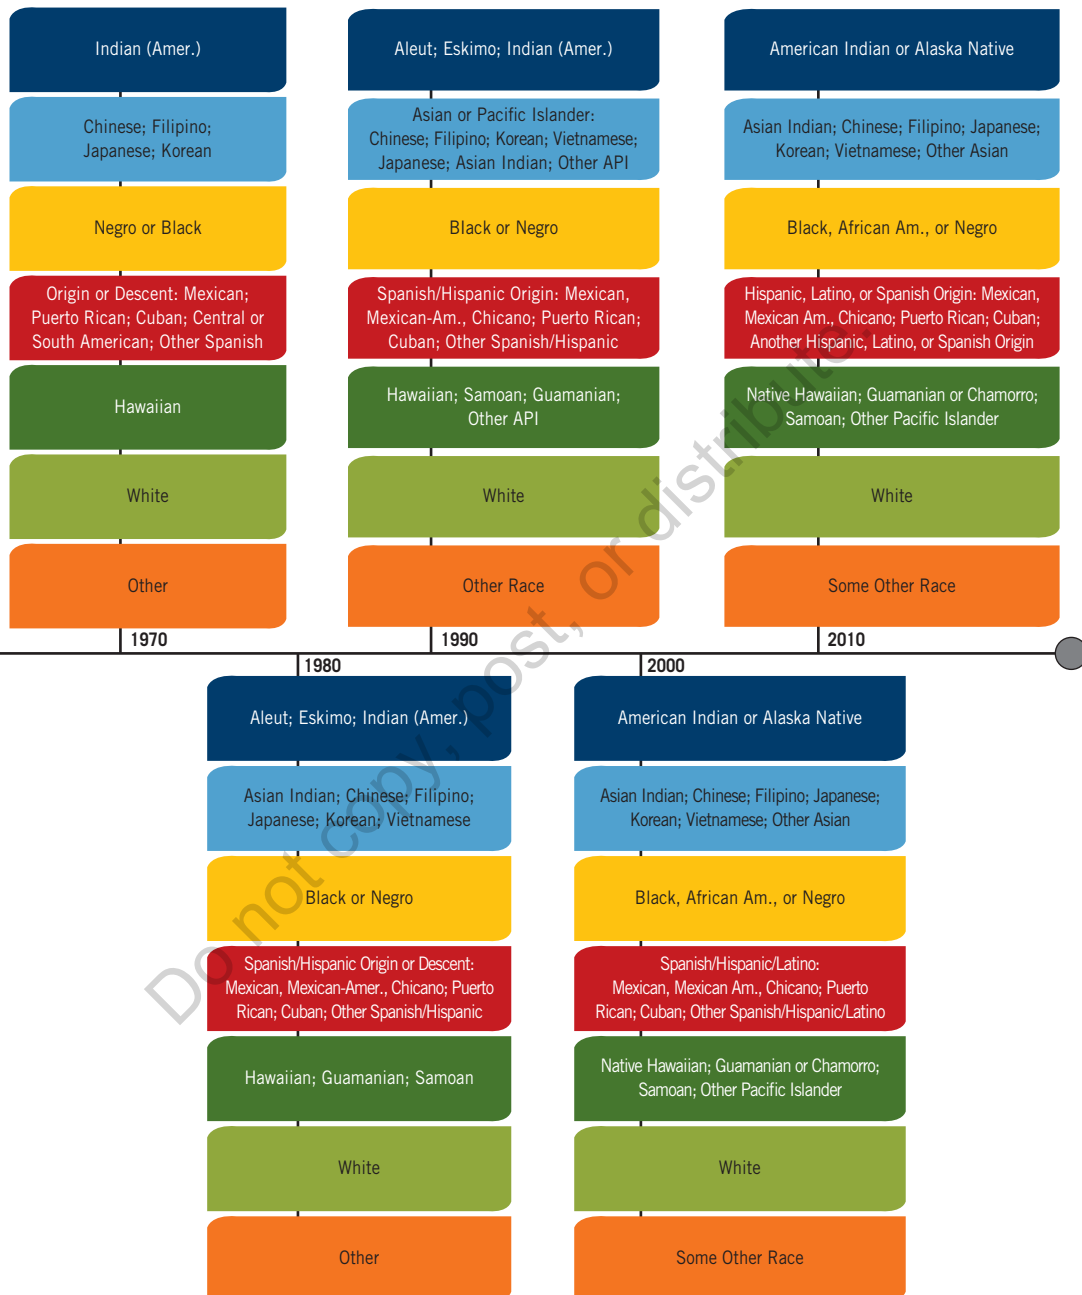 Indian (Amer.)
Chinese; Filipino;
Japanese; Korean
Negro or Black
Origin or Descent: Mexican;
Puerto Rican; Cuban; Central or
South American; Other Spanish
Hawaiian
White
Other
1970
Aleut; Eskimo; Indian (Amer.)
Asian or Pacific Islander:
Chinese; Filipino; Korean; Vietnamese;
Japanese; Asian Indian; Other API
Black or Negro
Spanish/Hispanic Origin: Mexican,
Mexican-Am., Chicano; Puerto Rican;
Cuban; Other Spanish/Hispanic
Hawaiian; Samoan; Guamanian;
Other API
White
Other Race
1990
American Indian or Alaska Native
Asian Indian; Chinese; Filipino; Japanese;
Korean; Vietnamese; Other Asian
Black, African Am., or Negro
Hispanic, Latino, or Spanish Origin: Mexican,
Mexican Am., Chicano; Puerto Rican; Cuban;
Another Hispanic, Latino, or Spanish Origin
Native Hawaiian; Guamanian or Chamorro;
Samoan; Other Pacific Islander
White
Some Other Race
2010
1980
Aleut; Eskimo; Indian (Amer.)
Asian Indian; Chinese; Filipino;
Japanese; Korean; Vietnamese
Black or Negro
Spanish/Hispanic Origin or Descent:
Mexican, Mexican-Amer., Chicano; Puerto
Rican; Cuban; Other Spanish/Hispanic
Hawaiian; Guamanian; Samoan
White
Other
2000
American Indian or Alaska Native
Asian Indian; Chinese; Filipino; Japanese;
Korean; Vietnamese; Other Asian
Black, African Am., or Negro
Spanish/Hispanic/Latino:
Mexican, Mexican Am., Chicano; Puerto
Rican; Cuban; Other Spanish/Hispanic/Latino
Native Hawaiian; Guamanian or Chamorro;
Samoan; Other Pacific Islander
White
Some Other Race
Do not copy, post, or distribute.